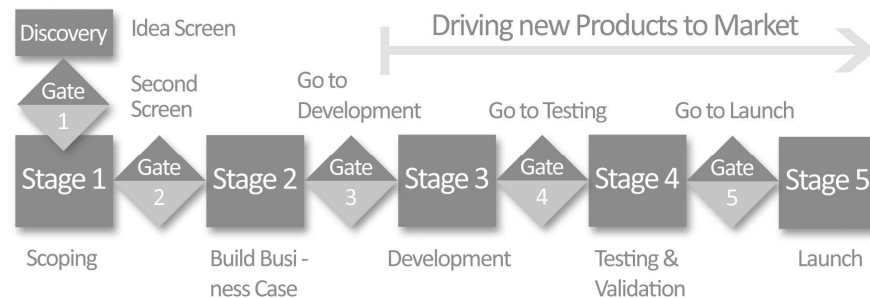 Discovery
Idea Screen
Driving new Products to Market
Gate
1
Second
Screen
Go to
Development
Go to Testing
Go to Launch
Stage 1
Gate
2
Stage 2
Gate
3
Stage 3
Gate
4
Stage 4
Gate
5
Stage 5
Scoping
Build Busi -
ness Case
Development
Testing &
Validation
Launch